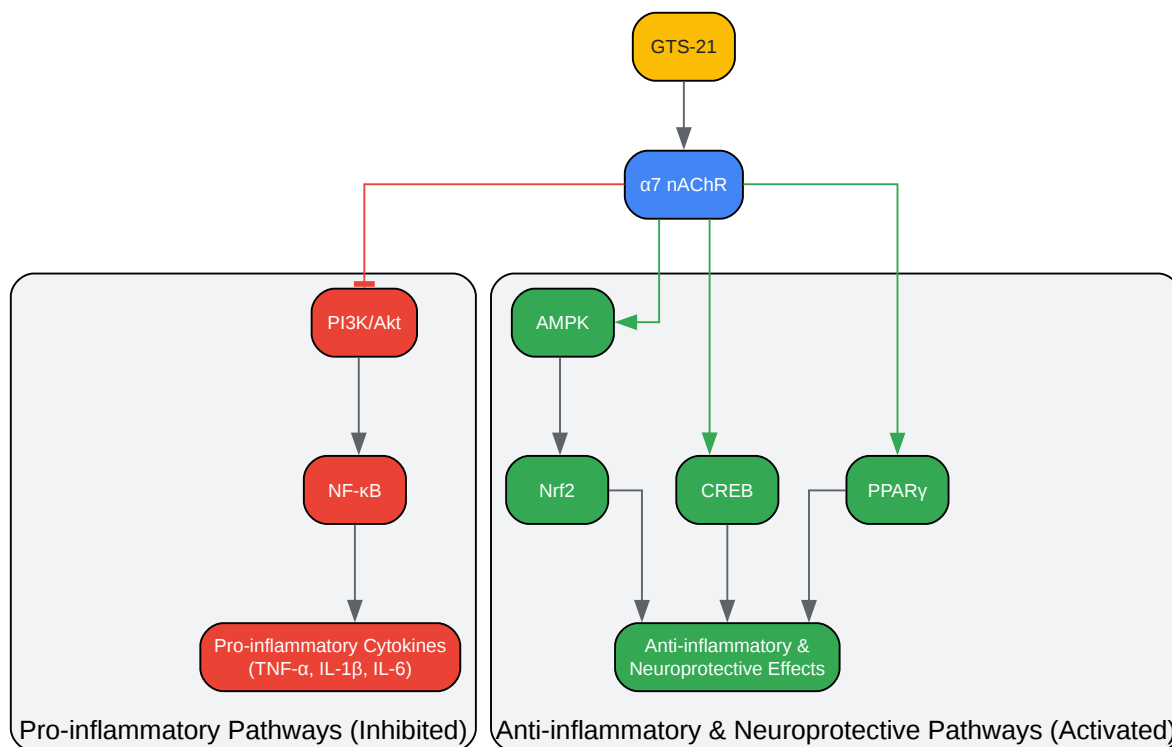 GTS-21
α7 nAChR
PI3K/Akt
AMPK
NF-κB
Nrf2
CREB
PPARγ
Pro-inflammatory Cytokines
(TNF-α, IL-1β, IL-6)
Anti-inflammatory &
Neuroprotective Effects
Pro-inflammatory Pathways (Inhibited)
Anti-inflammatory & Neuroprotective Pathways (Activated)